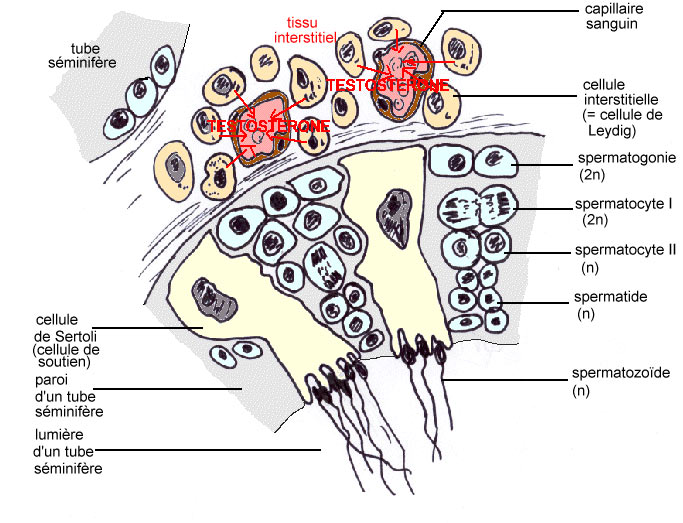 capillaire
sanguin
tissu
interstitiel
tube
séminifère
TESTOSTERONE
cellule
interstitielle
(= cellule de
Leydig)
TESTOSTERONE
spermatogonie
(2n)
spermatocyte I
(2n)
spermatocyte II
(n)
spermatide
(n)
cellule
de Sertoli
(cellule de
soutien)
paroi
d'un tube
séminifère
spermatozoïde
(n)
lumière
d'un tube
séminifère